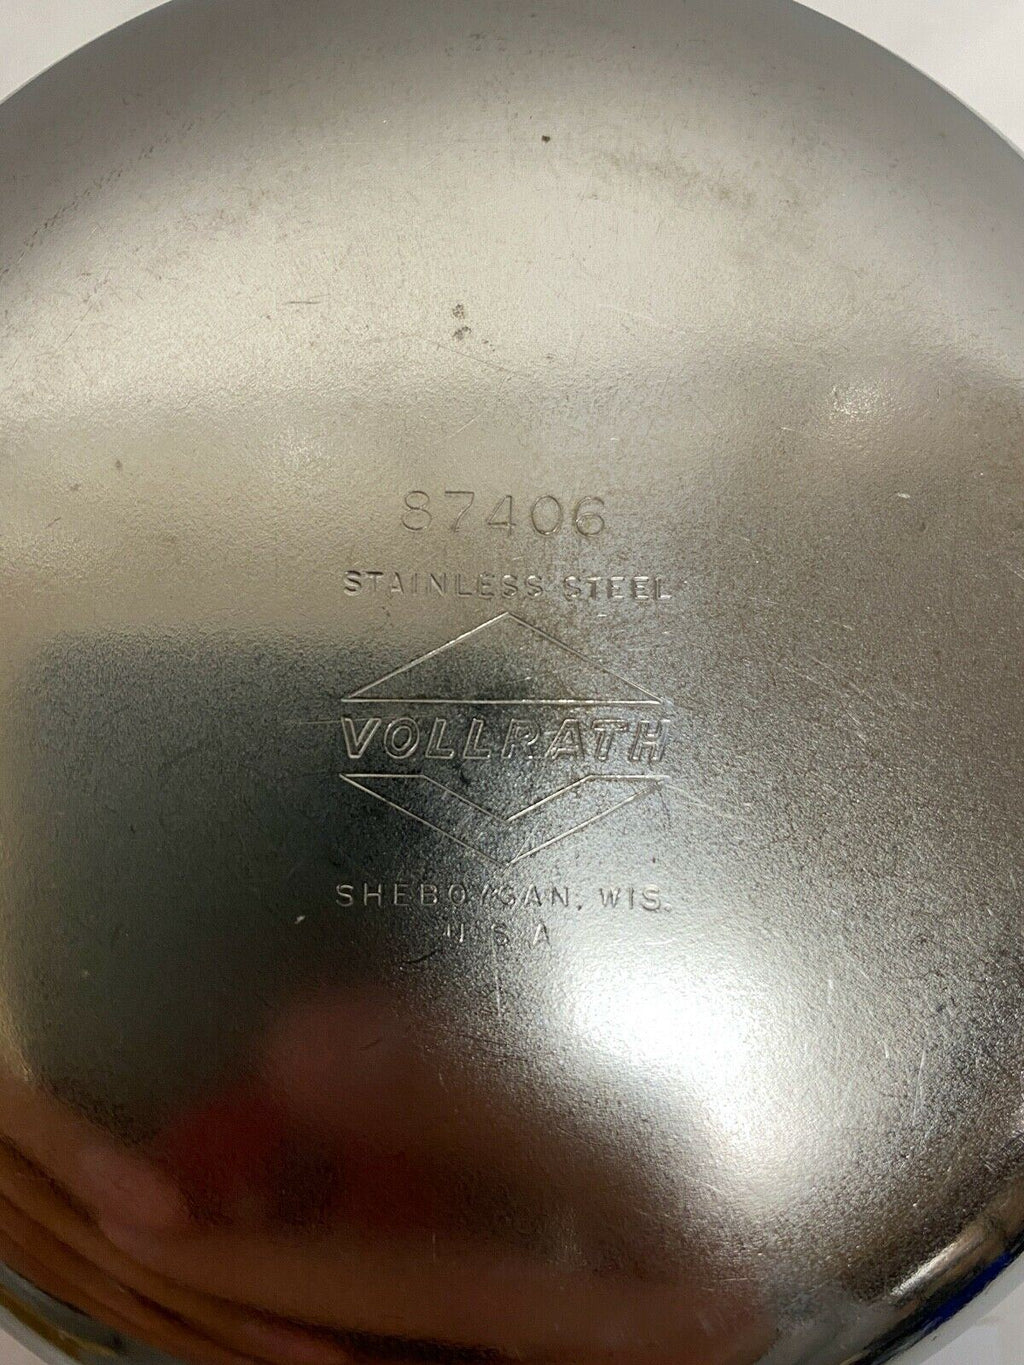 87406
STAINLESS STEEL
VOLLRATH
SHEBOYGAN, WIS.
U S A